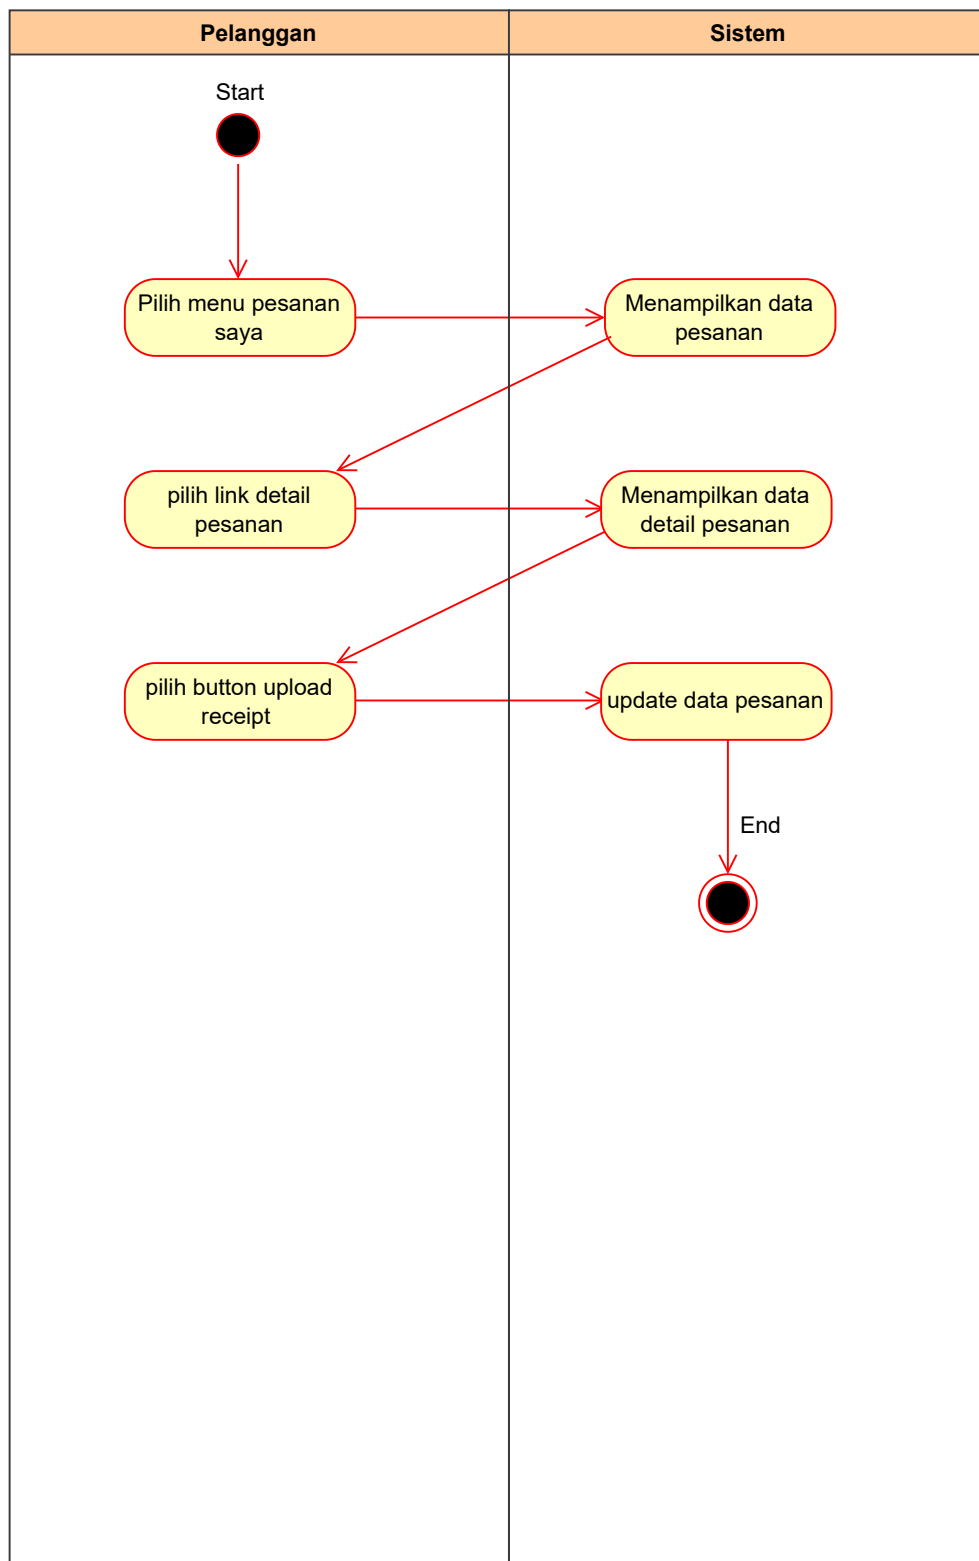 Pelanggan
Sistem
Start
Pilih menu pesanan
saya
Menampilkan data
pesanan
pilih link detail
pesanan
Menampilkan data
detail pesanan
pilih button upload
receipt
update data pesanan
End